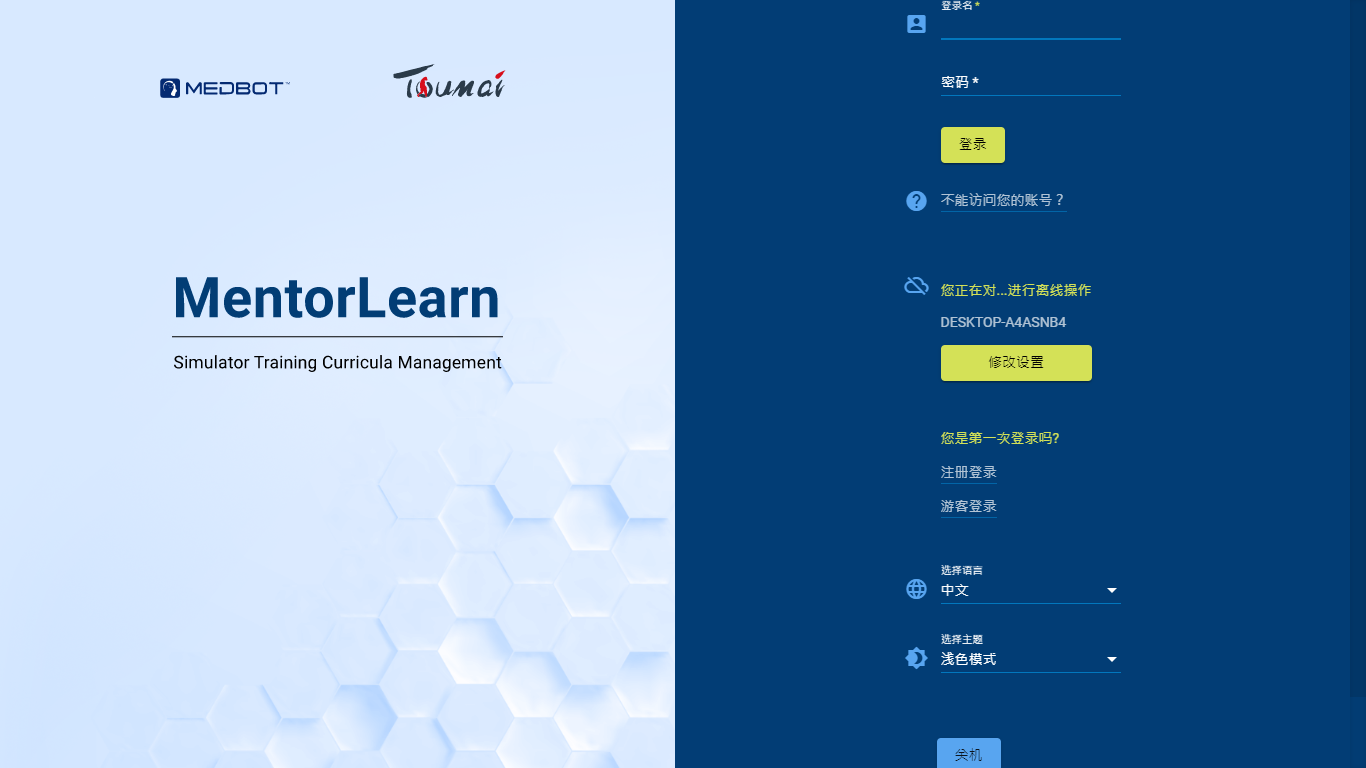 MEDBOT™
Toumai
MentorLearn
Simulator Training Curricula Management
登录名 *
密码 *
登录
不能访问您的账号？
您正在对...进行离线操作
DESKTOP-A4ASNB4
修改设置
您是第一次登录吗?
注册登录
游客登录
选择语言
中文
选择主题
浅色模式
关机